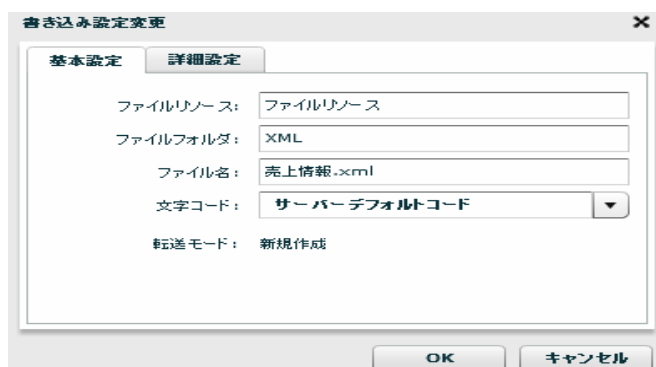 書き込み設定変更
基本設定 詳細設定
ファイルリソース: ファイルリソース
ファイルフォルダ: XML
ファイル名: 売上情報.xml
文字コード: サーバーデフォルトコード
転送モード: 新規作成
OK キャンセル